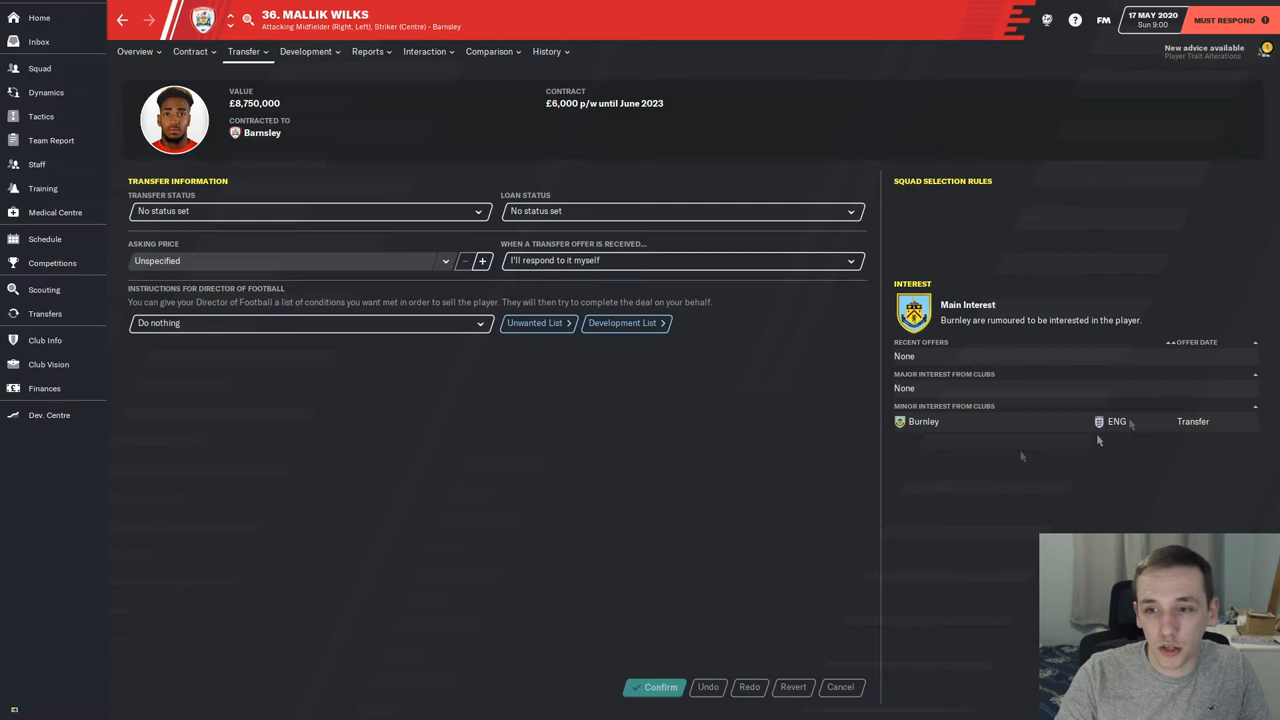 Home
Inbox
Squad
Dynamics
Tactics
Team Report
Staff
Training
Medical Centre
Schedule
Competitions
Scouting
Transfers
Club Info
Club Vision
Finances
Dev. Centre
36. MALLIK WILKS
Attacking Midfielder (Right, Left), Striker (Centre) - Barnsley
? FM
17 MAY 2020
Sun 9:00
MUST RESPOND
Overview Contract Transfer Development Reports Interaction Comparison History
New advice available
Player Trait Alterations
1
VALUE
£8,750,000
CONTRACTED TO
Barnsley
CONTRACT
£6,000 p/w until June 2023
TRANSFER INFORMATION
TRANSFER STATUS
No status set
LOAN STATUS
No status set
ASKING PRICE
Unspecified
WHEN A TRANSFER OFFER IS RECEIVED...
I'll respond to it myself
INSTRUCTIONS FOR DIRECTOR OF FOOTBALL
You can give your Director of Football a list of conditions you want met in order to sell the player. They will then try to complete the deal on your behalf.
Do nothing
Unwanted List
Development List
SQUAD SELECTION RULES
INTEREST
Main Interest
Burnley are rumoured to be interested in the player.
RECENT OFFERS OFFER DATE
None
MAJOR INTEREST FROM CLUBS
None
MINOR INTEREST FROM CLUBS
Burnley ENG Transfer
Confirm Undo Redo Revert Cancel